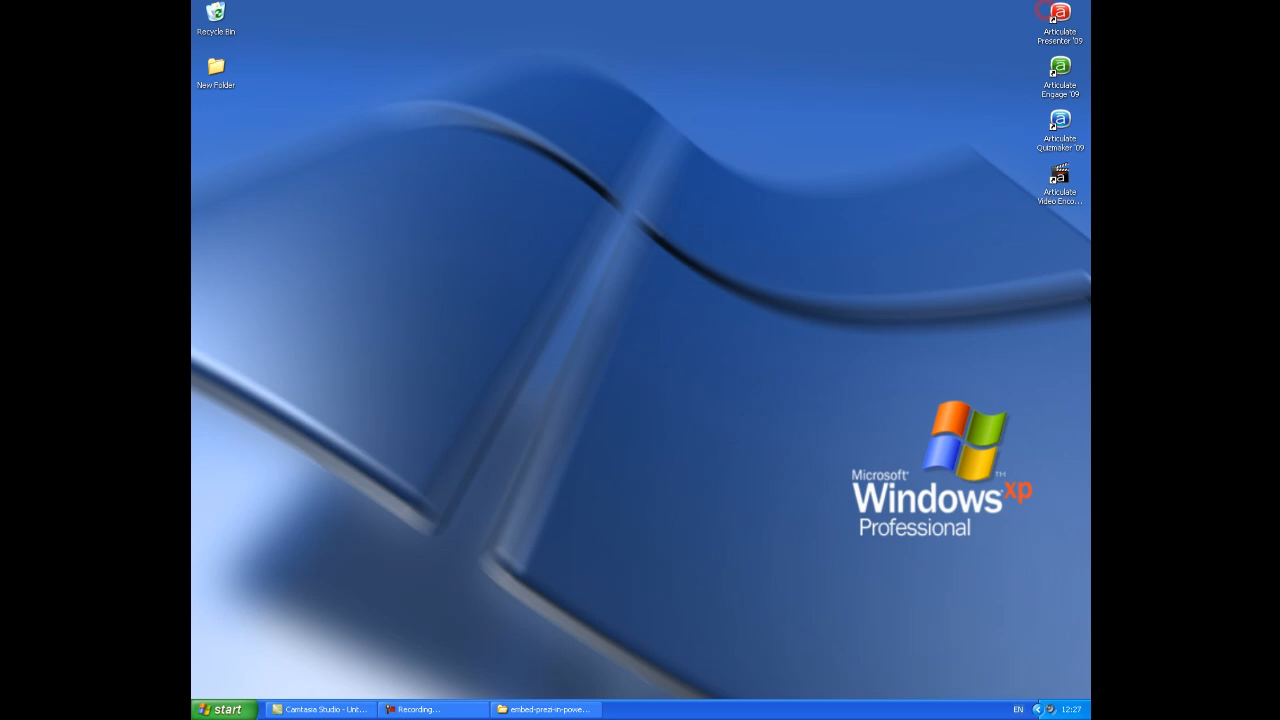 Recycle Bin
New Folder
Articulate
Presenter '09
Articulate
Engage '09
Articulate
Quizmaker '09
Articulate
Video Enco...
Microsoft®
Windows xp
TM
Professional
start
Camtasia Studio - Unt...
Recording...
embed-prezi-in-powe...
EN
12:27